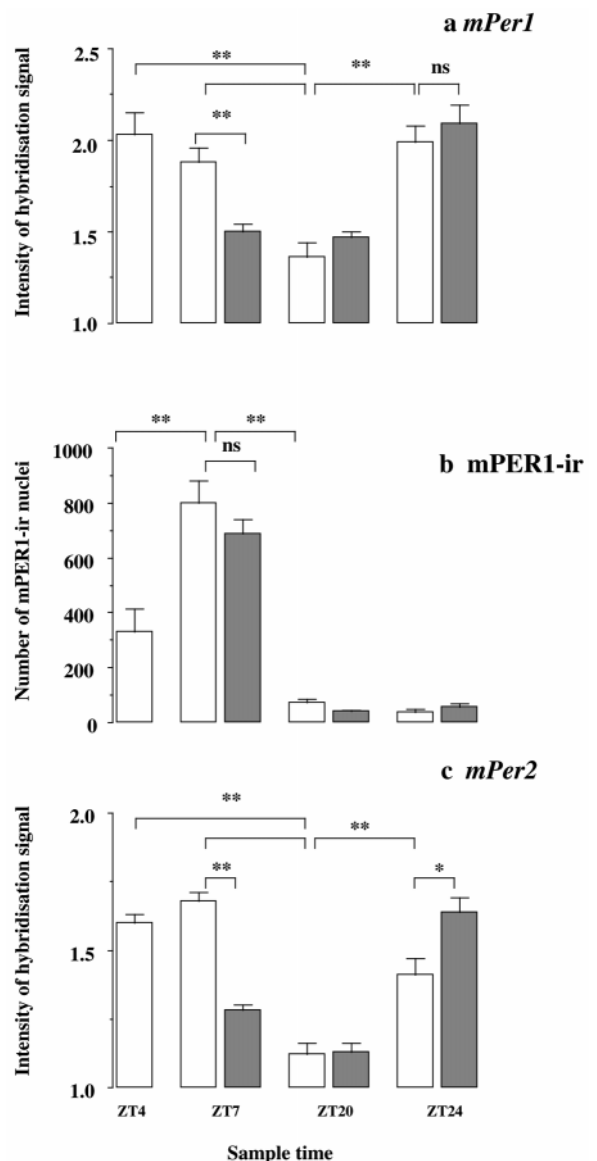 a mPer1
Intensity of hybridisation signal
2.5
2.0
1.5
1.0
**
**
**
ns
b mPER1-ir
Number of mPER1-ir nuclei
1000
800
600
400
200
0
**
**
ns
c mPer2
Intensity of hybridisation signal
2.0
1.5
1.0
**
**
**
*
ZT4 ZT7 ZT20 ZT24
Sample time